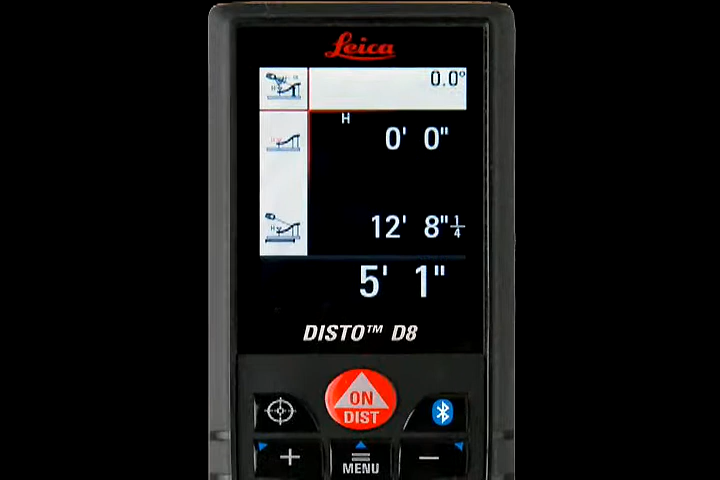 Leica
0.0°
H
0' 0"
12' 8"¼
5' 1"
DISTO™ D8
ON
DIST
+
MENU
−